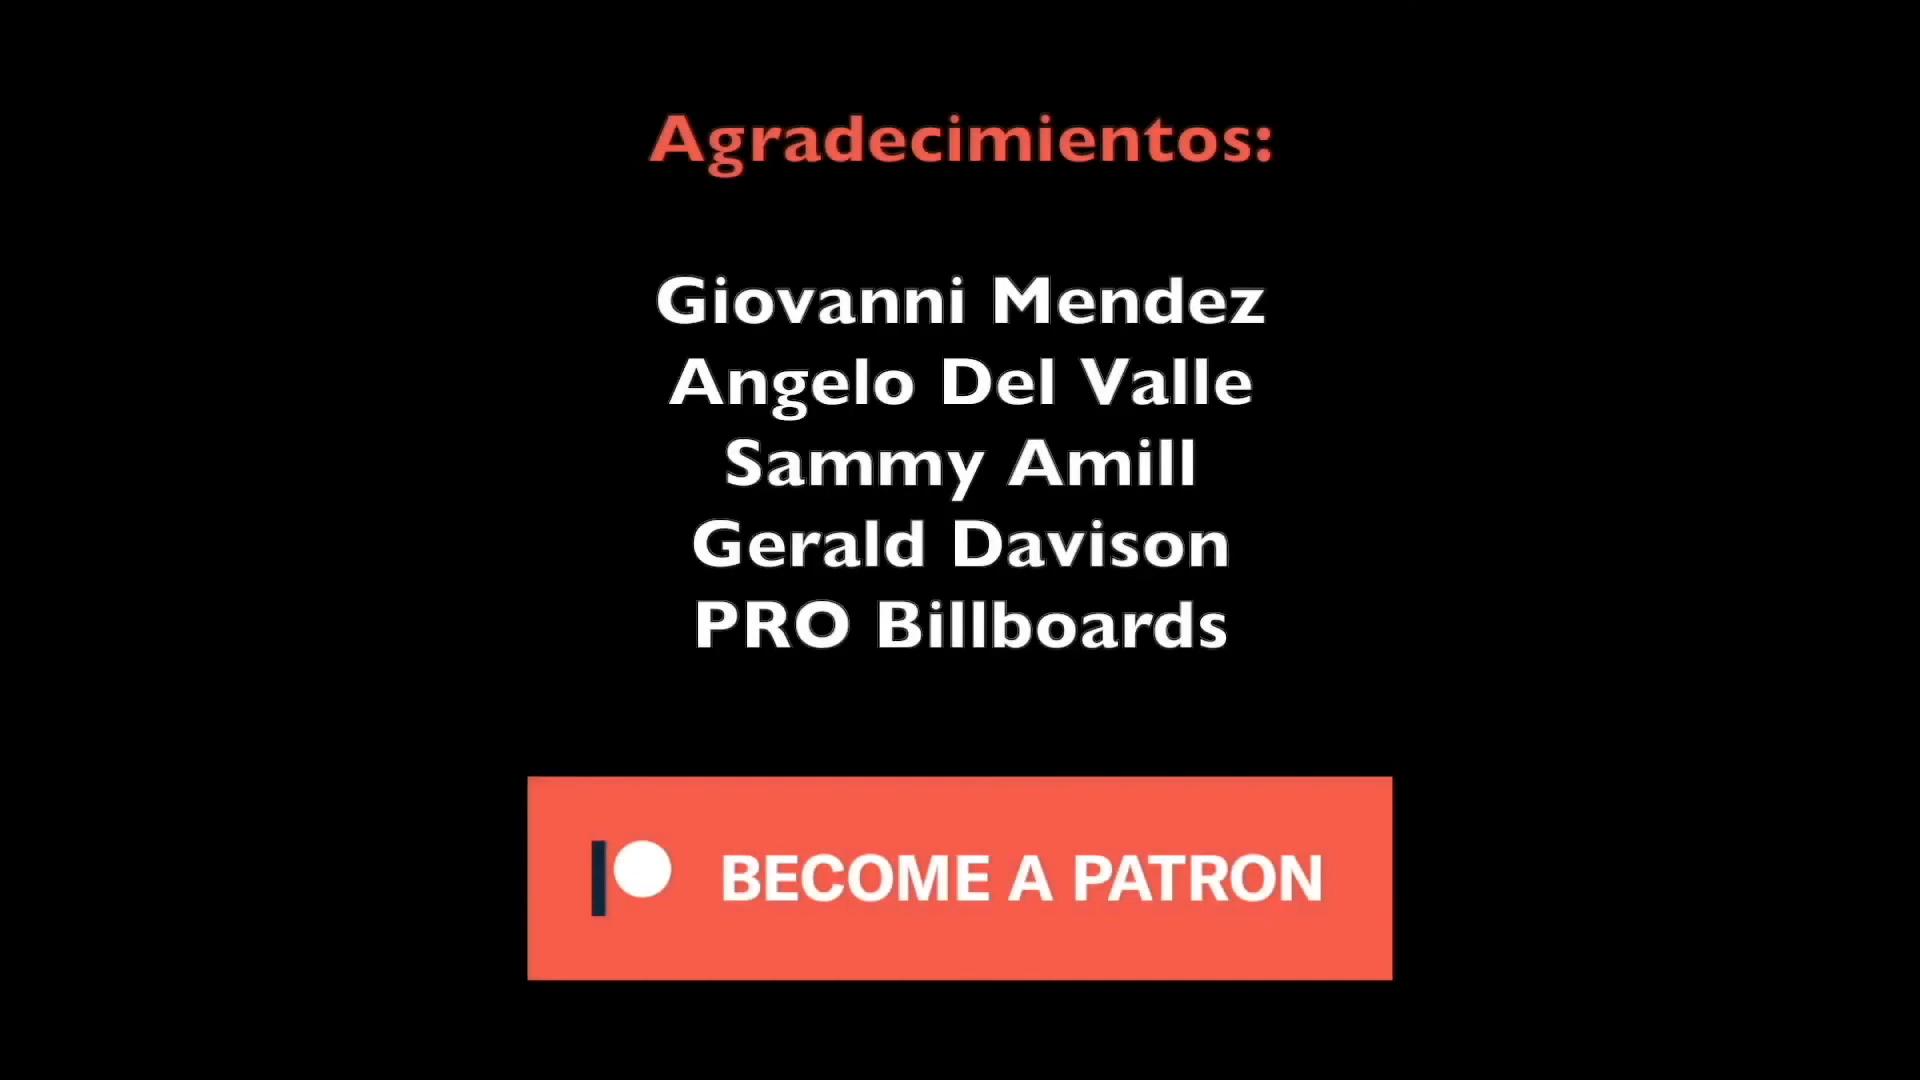 Agradecimientos:
Giovanni Mendez
Angelo Del Valle
Sammy Amill
Gerald Davison
PRO Billboards
BECOME A PATRON